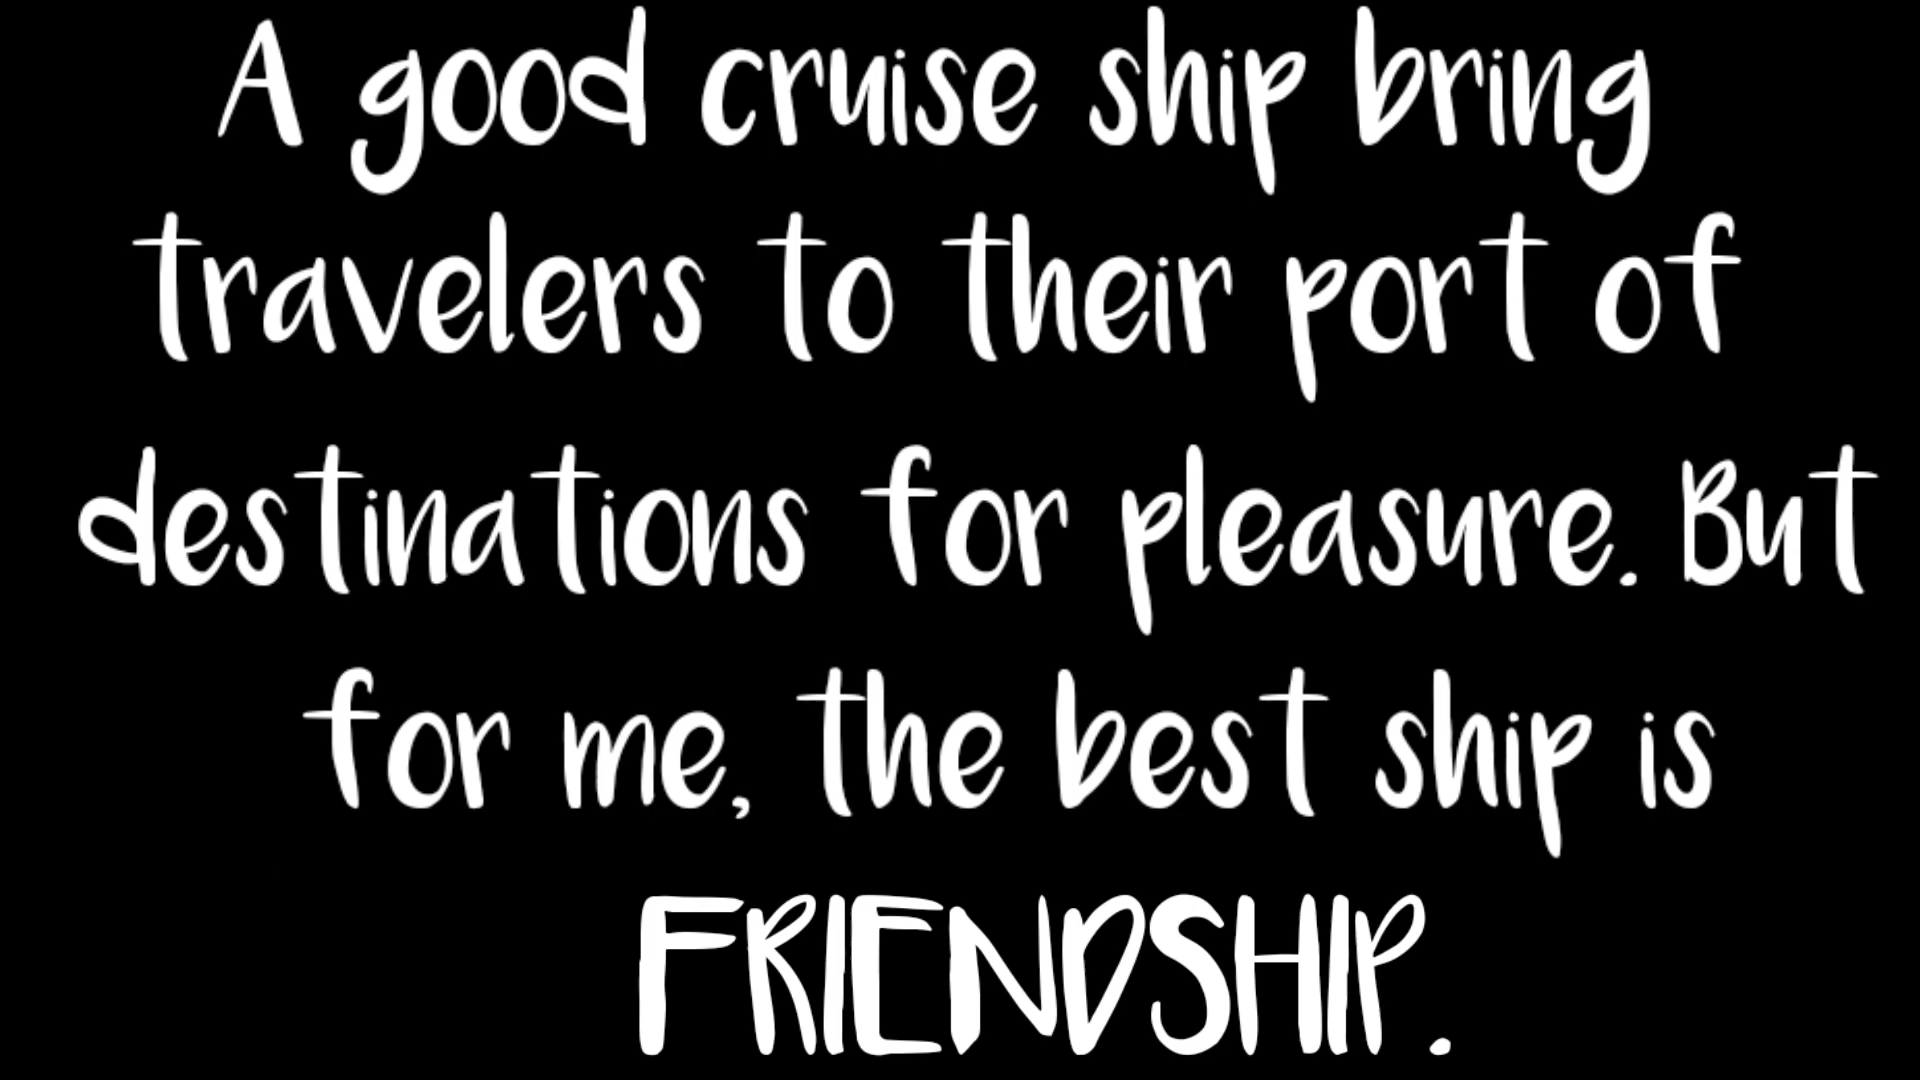 A good cruise ship bring
travelers to their port of
destinations for pleasure. But
for me, the best ship is
FRIENDSHIP.